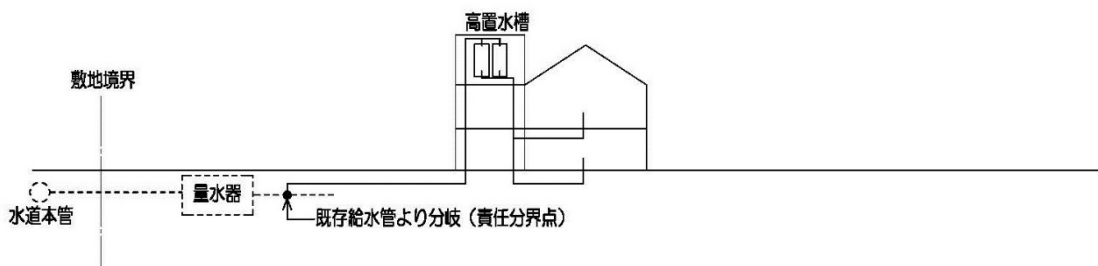 高置水槽
敷地境界
量水器
水道本管
既存給水管より分岐（責任分界点）